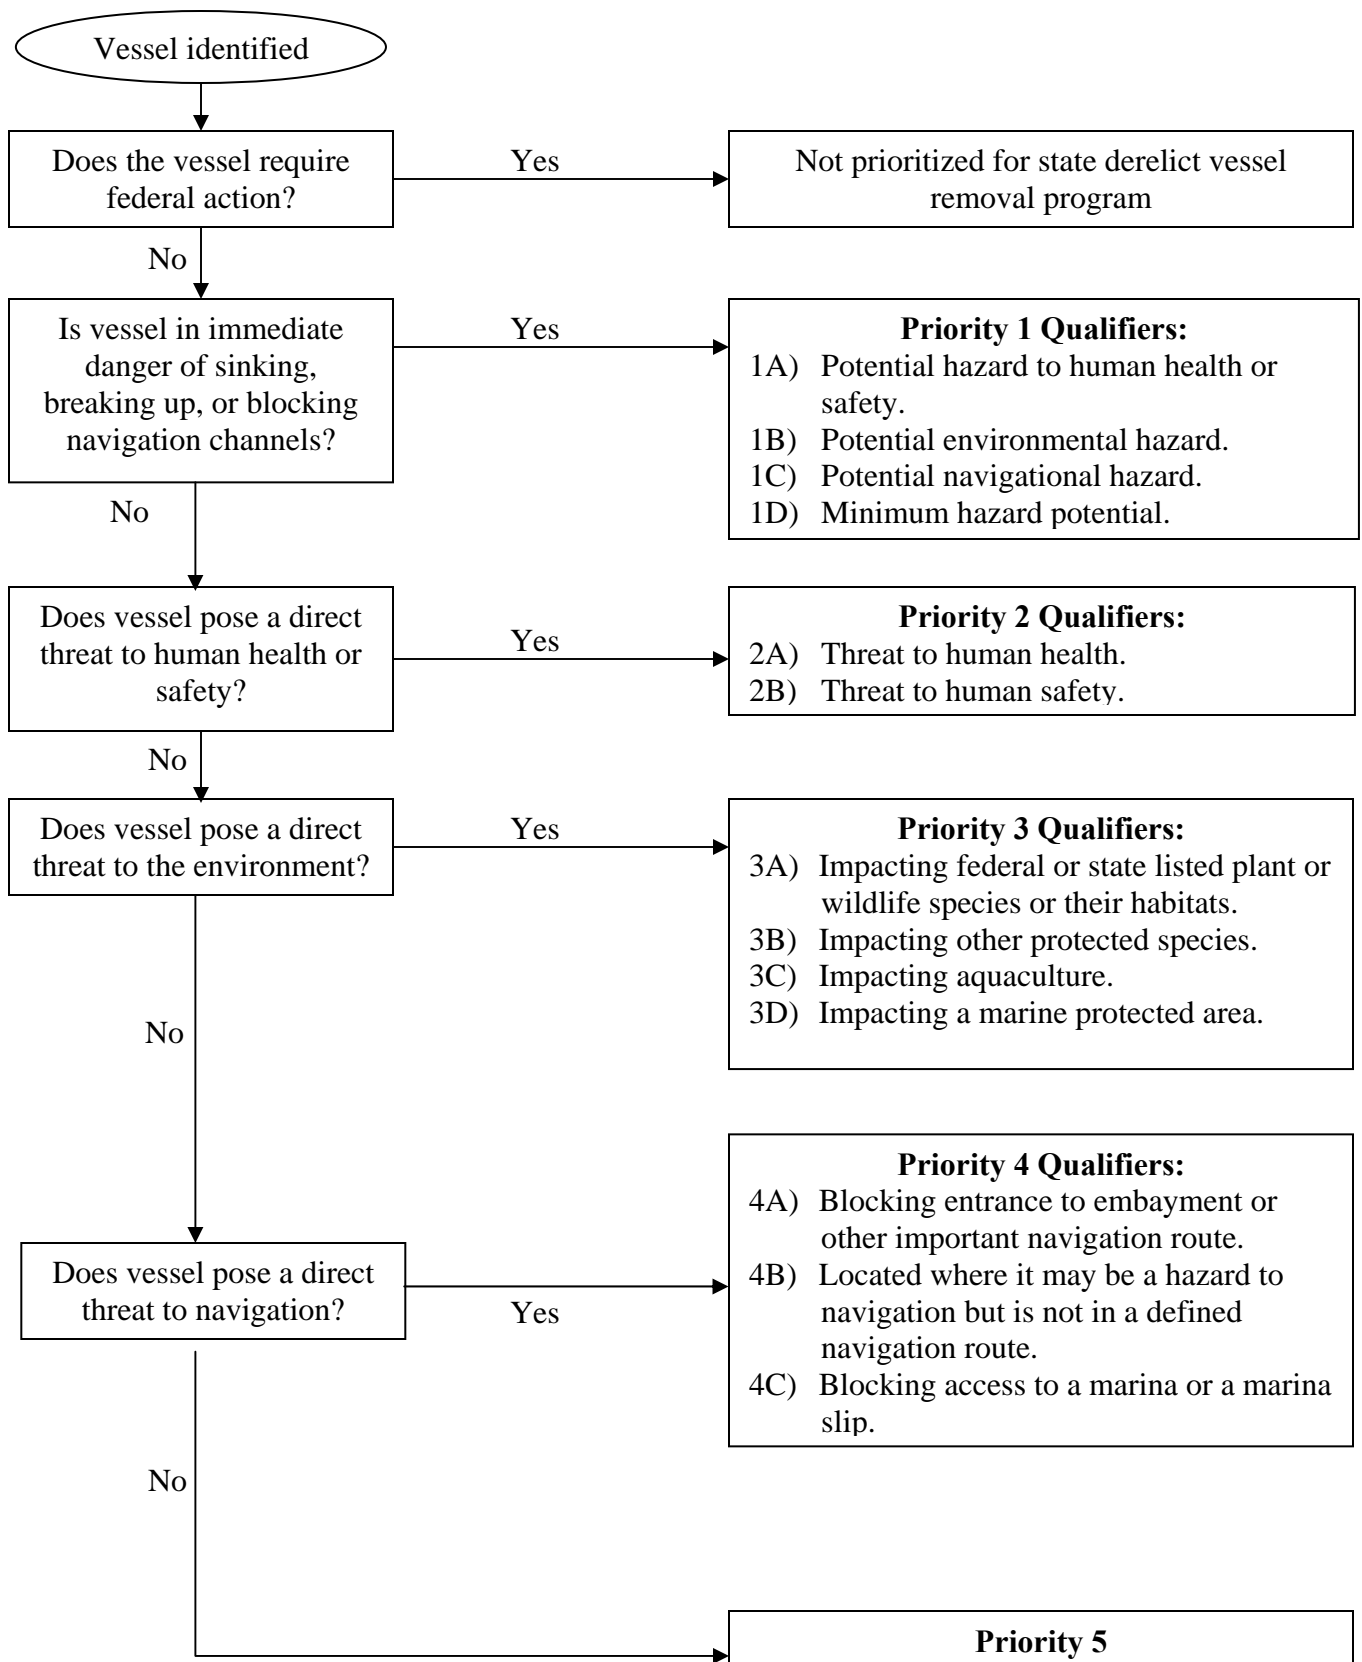 Vessel identified
Does the vessel require
federal action?
Yes
Not prioritized for state derelict vessel
removal program
No
Is vessel in immediate
danger of sinking,
breaking up, or blocking
navigation channels?
Yes
Priority 1 Qualifiers:
1A) Potential hazard to human health or
safety.
1B) Potential environmental hazard.
1C) Potential navigational hazard.
1D) Minimum hazard potential.
No
Does vessel pose a direct
threat to human health or
safety?
Yes
Priority 2 Qualifiers:
2A) Threat to human health.
2B) Threat to human safety.
No
Does vessel pose a direct
threat to the environment?
Yes
Priority 3 Qualifiers:
3A) Impacting federal or state listed plant or
wildlife species or their habitats.
3B) Impacting other protected species.
3C) Impacting aquaculture.
3D) Impacting a marine protected area.
No
Does vessel pose a direct
threat to navigation?
Yes
Priority 4 Qualifiers:
4A) Blocking entrance to embayment or
other important navigation route.
4B) Located where it may be a hazard to
navigation but is not in a defined
navigation route.
4C) Blocking access to a marina or a marina
slip.
No
Priority 5